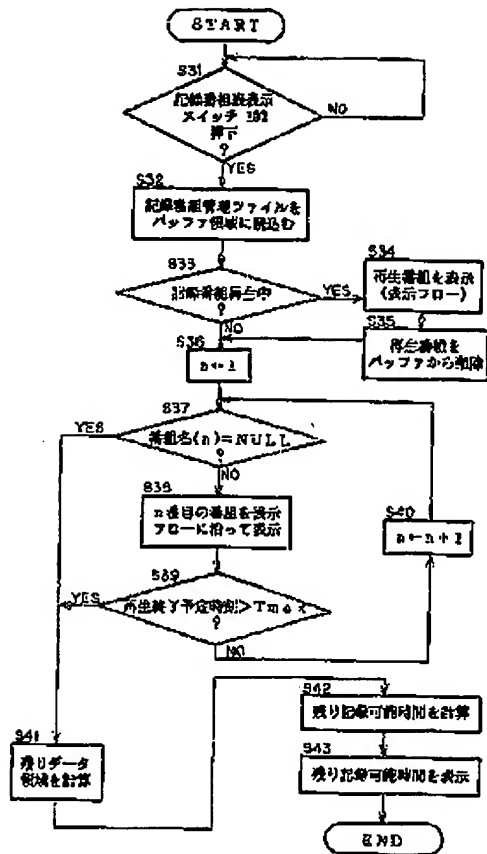 START
S31
記録番組表表示
スイッチ 102
押下
?
NO
YES
S32
記録番組管理ファイルを
バッファ領域に読込む
S33
記録番組再生中
?
YES
NO
S34
再生番組を表示
(表示フロー)
S35
再生番組を
バッファから削除
S36
n←1
S37
番組名(n)=NULL
?
YES
NO
S38
n番目の番組を表示
フローに沿って表示
S39
再生終了予定時刻>Tmax
?
YES
NO
S40
n←n+1
S41
残りデータ
領域を計算
S42
残り記録可能時間を計算
S43
残り記録可能時間を表示
END